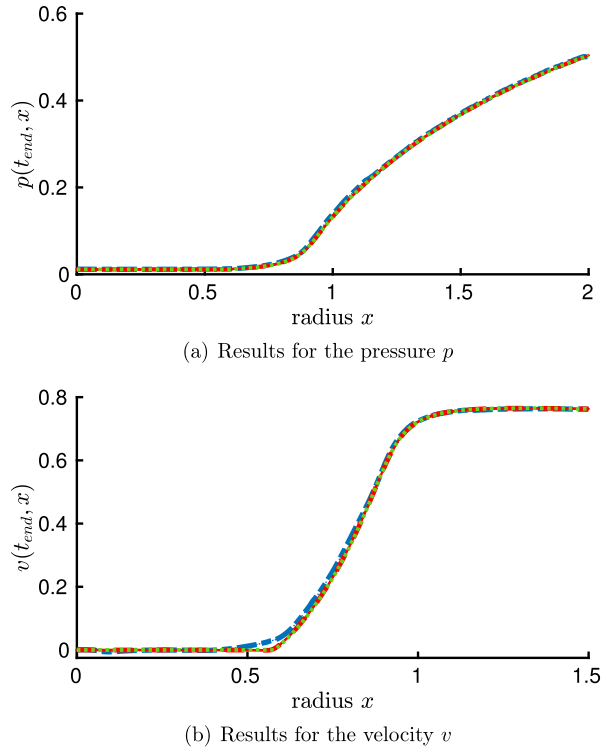 0.6
0.4
0.2
0
p(t_{end}, x)
0 0.5 1 1.5 2
radius x
(a) Results for the pressure p
0.8
0.6
0.4
0.2
0
v(t_{end}, x)
0 0.5 1 1.5
radius x
(b) Results for the velocity v